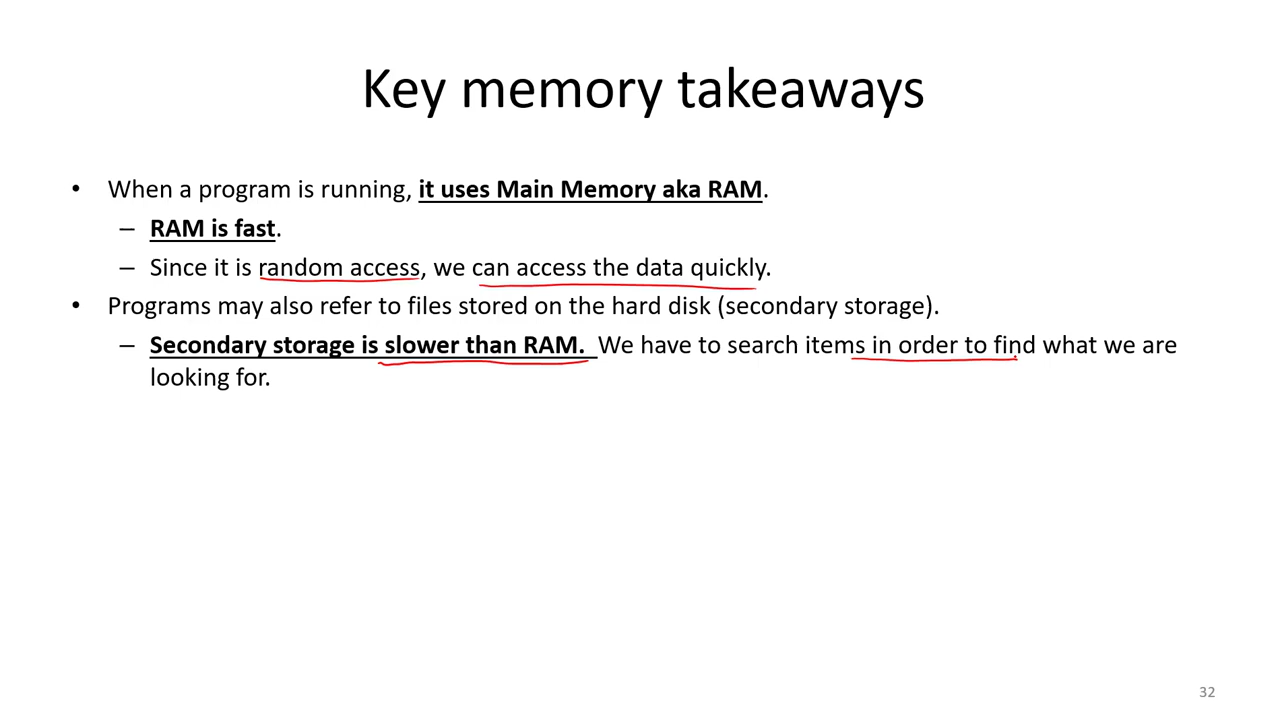 Key memory takeaways
• When a program is running, it uses Main Memory aka RAM.
– RAM is fast.
– Since it is random access, we can access the data quickly.
• Programs may also refer to files stored on the hard disk (secondary storage).
– Secondary storage is slower than RAM. We have to search items in order to find what we are
looking for.
32